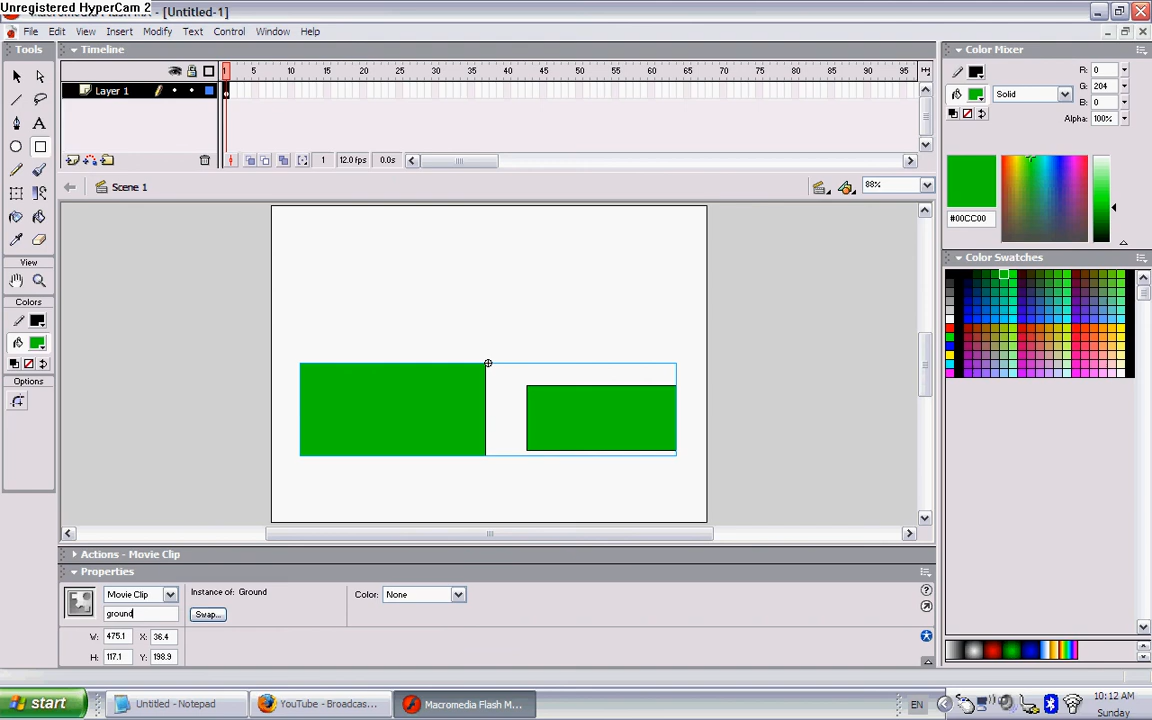 Unregistered HyperCam 2
Macromedia Flash MX - [Untitled-1]
File Edit View Insert Modify Text Control Window Help
Tools
Timeline
1 5 10 15 20 25 30 35 40 45 50 55 60 65 70 75 80 85 90 95
Layer 1
1 12.0 fps 0.0s
Scene 1
88%
View
Colors
Options
Color Mixer
R: 0
Solid
G: 204
B: 0
Alpha: 100%
#00CC00
Color Swatches
Actions - Movie Clip
Properties
Movie Clip
Instance of: Ground
Color: None
ground
Swap...
W: 475.1 X: 36.4
H: 117.1 Y: 198.9
start
Untitled - Notepad
YouTube - Broadcas...
Macromedia Flash M...
EN
10:12 AM
Sunday